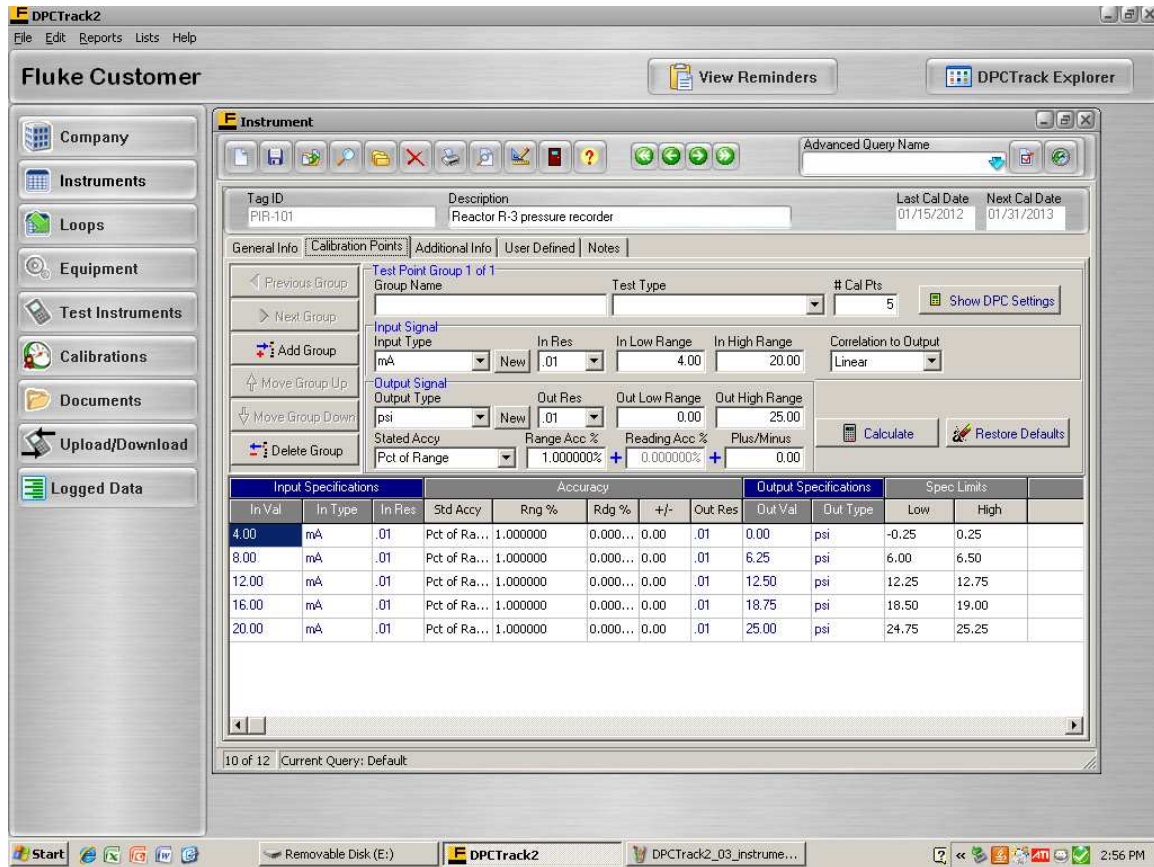 DPCTrack2
File Edit Reports Lists Help
Fluke Customer
View Reminders
DPCTrack Explorer
Company
Instruments
Loops
Equipment
Test Instruments
Calibrations
Documents
Upload/Download
Logged Data
Instrument
Advanced Query Name
Tag ID Description Last Cal Date Next Cal Date
PIR-101 Reactor R-3 pressure recorder 01/15/2012 01/31/2013
General Info Calibration Points Additional Info User Defined Notes
Previous Group
Next Group
Add Group
Move Group Up
Move Group Down
Delete Group
Test Point Group 1 of 1
Group Name Test Type # Cal Pts
5 Show DPC Settings
Input Signal
Input Type In Res In Low Range In High Range Correlation to Output
mA New .01 4.00 20.00 Linear
Output Signal
Output Type Out Res Out Low Range Out High Range
psi New .01 0.00 25.00
Stated Accy Range Acc % Reading Acc % Plus/Minus
Pct of Range 1.000000% + 0.000000% + 0.00
Calculate Restore Defaults
Input Specifications Accuracy Output Specifications Spec Limits
In Val In Type In Res Std Accy Rng % Rdg % +/- Out Res Out Val Out Type Low High
4.00 mA .01 Pct of Ra... 1.000000 0.000... 0.00 .01 0.00 psi -0.25 0.25
8.00 mA .01 Pct of Ra... 1.000000 0.000... 0.00 .01 6.25 psi 6.00 6.50
12.00 mA .01 Pct of Ra... 1.000000 0.000... 0.00 .01 12.50 psi 12.25 12.75
16.00 mA .01 Pct of Ra... 1.000000 0.000... 0.00 .01 18.75 psi 18.50 19.00
20.00 mA .01 Pct of Ra... 1.000000 0.000... 0.00 .01 25.00 psi 24.75 25.25
10 of 12 Current Query: Default
Start Removable Disk (E:) DPCTrack2 DPCTrack2_03_instrume... 2:56 PM